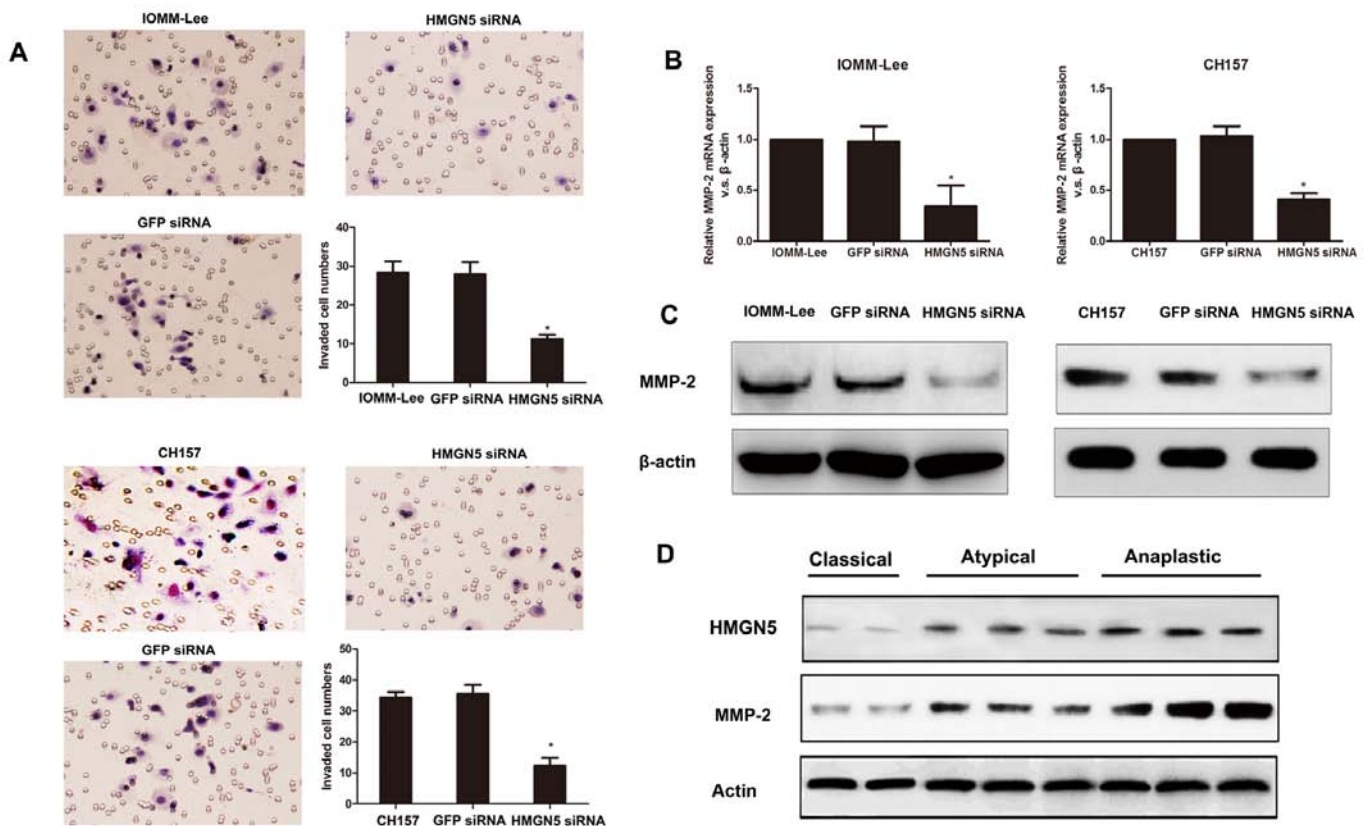 A
IOMM-Lee
HMGN5 siRNA
GFP siRNA
Invaded cell numbers
40
30
20
10
0
IOMM-Lee GFP siRNA HMGN5 siRNA
CH157
HMGN5 siRNA
GFP siRNA
Invaded cell numbers
50
40
30
20
10
0
CH157 GFP siRNA HMGN5 siRNA
*
*
B
IOMM-Lee
Relative MMP-2 mRNA expression
v.s. β-actin
1.5
1.0
0.5
0.0
*
IOMM-Lee GFP siRNA HMGN5 siRNA
CH157
Relative MMP-2 mRNA expression
v.s. β -actin
1.5
1.0
0.5
0.0
*
CH157 GFP siRNA HMGN5 siRNA
C
IOMM-Lee GFP siRNA HMGN5 siRNA
CH157 GFP siRNA HMGN5 siRNA
MMP-2
β-actin
D
Classical Atypical Anaplastic
HMGN5
MMP-2
Actin